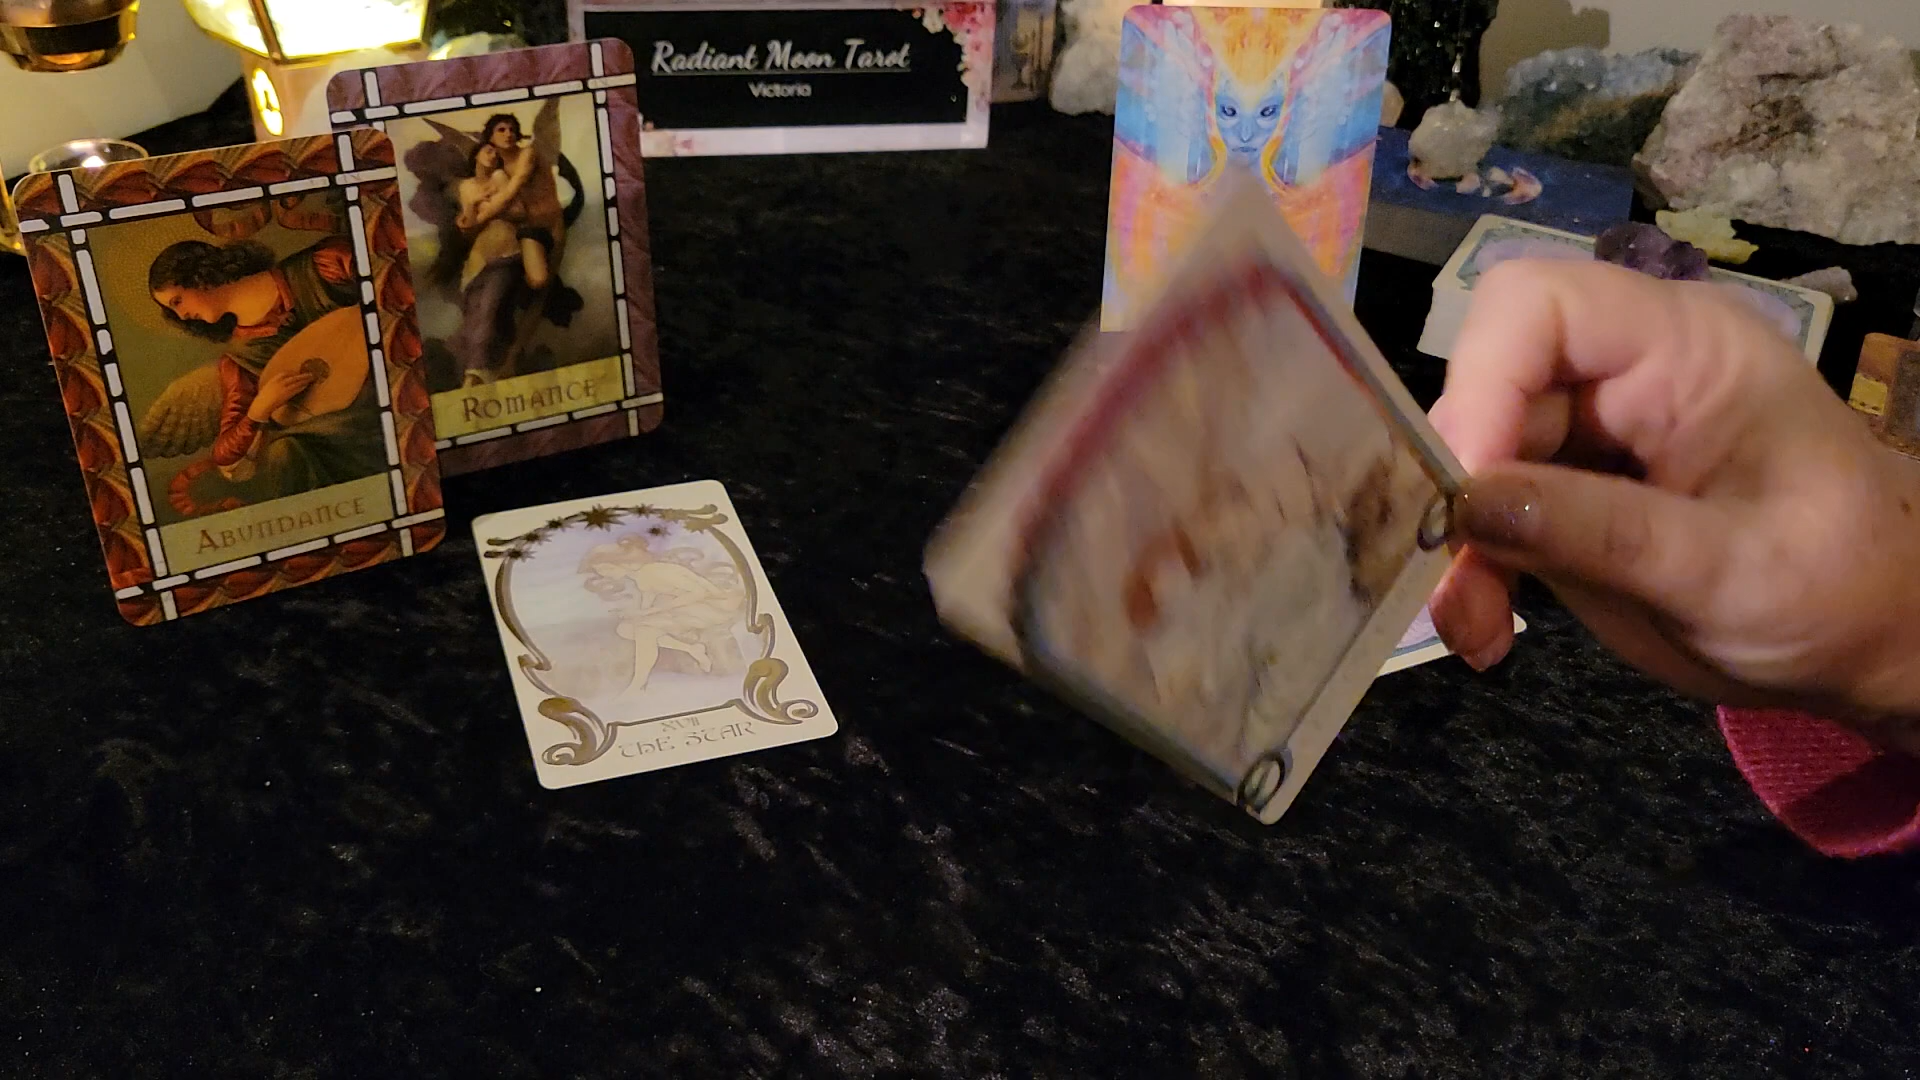 Radiant Moon Tarot
Victoria
ROMANCE
ABUNDANCE
XVII
THE STAR